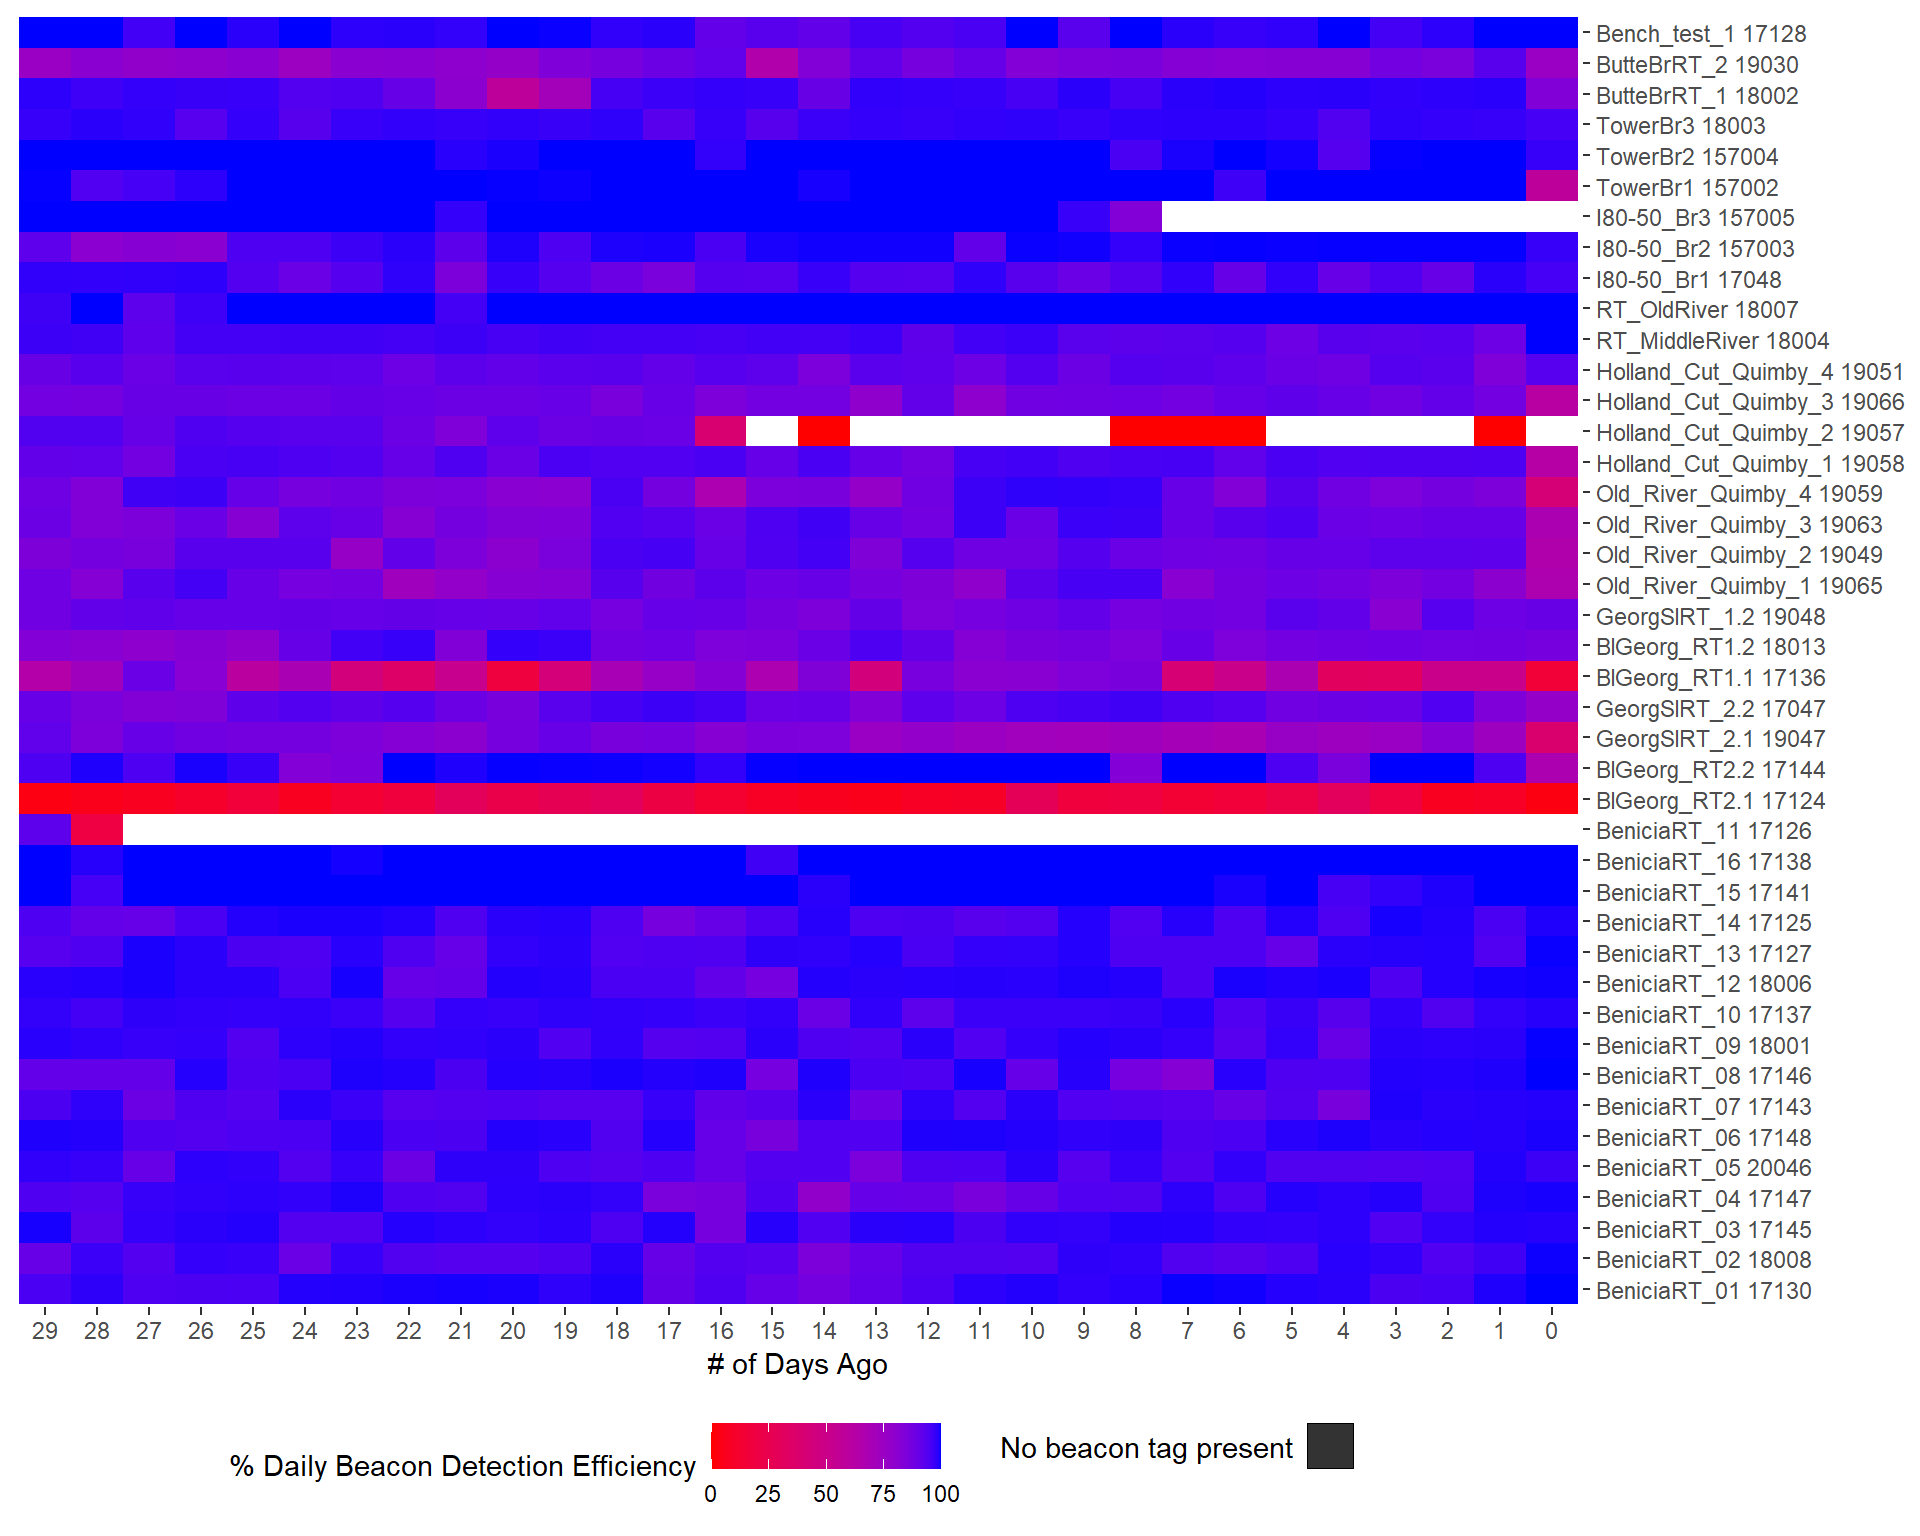 Bench_test_1 17128
ButteBrRT_2 19030
ButteBrRT_1 18002
TowerBr3 18003
TowerBr2 157004
TowerBr1 157002
I80-50_Br3 157005
I80-50_Br2 157003
I80-50_Br1 17048
RT_OldRiver 18007
RT_MiddleRiver 18004
Holland_Cut_Quimby_4 19051
Holland_Cut_Quimby_3 19066
Holland_Cut_Quimby_2 19057
Holland_Cut_Quimby_1 19058
Old_River_Quimby_4 19059
Old_River_Quimby_3 19063
Old_River_Quimby_2 19049
Old_River_Quimby_1 19065
GeorgSlRT_1.2 19048
BlGeorg_RT1.2 18013
BlGeorg_RT1.1 17136
GeorgSlRT_2.2 17047
GeorgSlRT_2.1 19047
BlGeorg_RT2.2 17144
BlGeorg_RT2.1 17124
BeniciaRT_11 17126
BeniciaRT_16 17138
BeniciaRT_15 17141
BeniciaRT_14 17125
BeniciaRT_13 17127
BeniciaRT_12 18006
BeniciaRT_10 17137
BeniciaRT_09 18001
BeniciaRT_08 17146
BeniciaRT_07 17143
BeniciaRT_06 17148
BeniciaRT_05 20046
BeniciaRT_04 17147
BeniciaRT_03 17145
BeniciaRT_02 18008
BeniciaRT_01 17130
29 28 27 26 25 24 23 22 21 20 19 18 17 16 15 14 13 12 11 10 9 8 7 6 5 4 3 2 1 0
# of Days Ago
% Daily Beacon Detection Efficiency
0 25 50 75 100
No beacon tag present